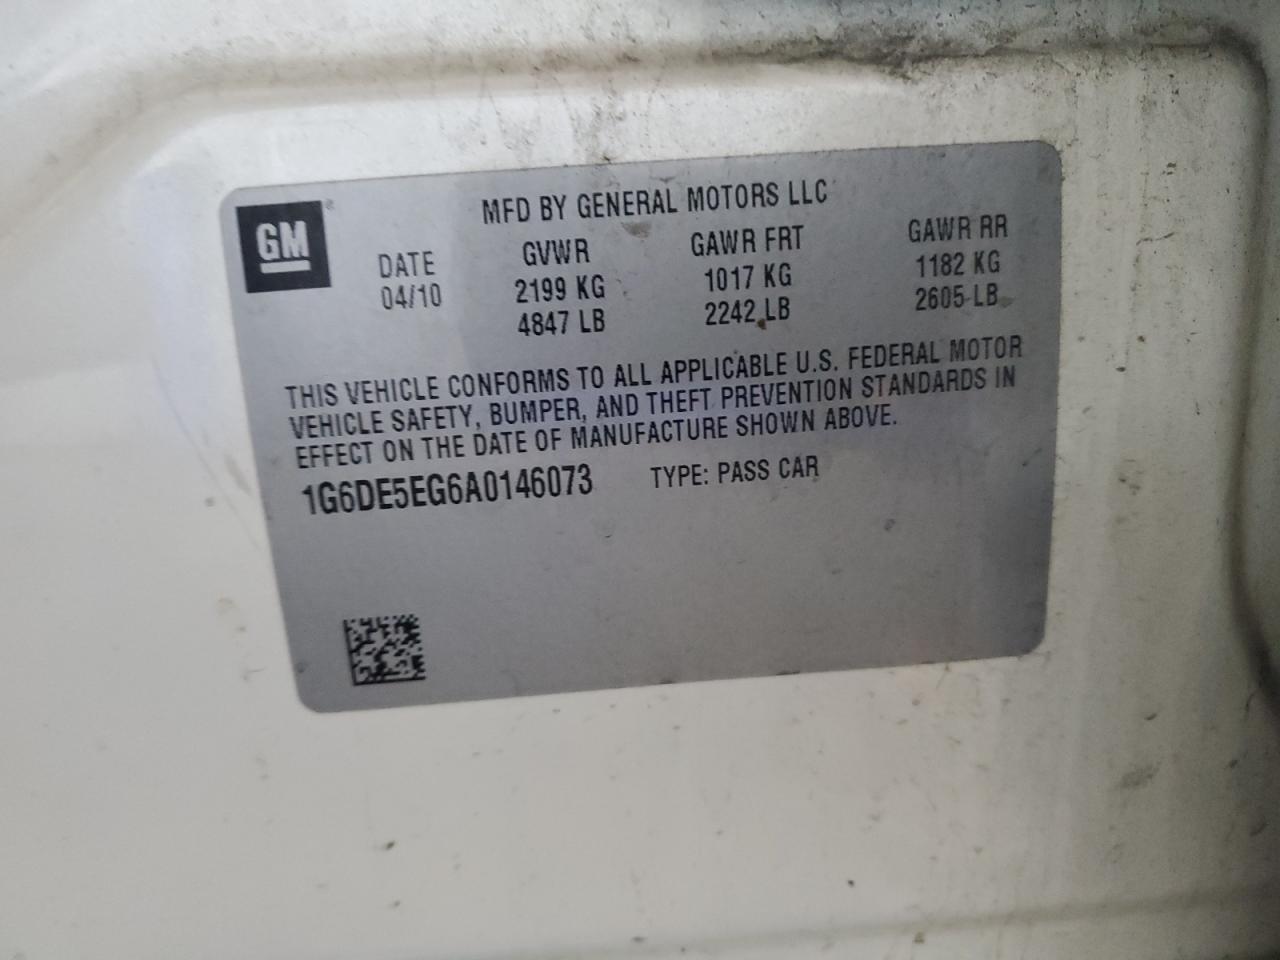 GM
MFD BY GENERAL MOTORS LLC
DATE GVWR GAWR FRT GAWR RR
04/10 2199 KG 1017 KG 1182 KG
4847 LB 2242 LB 2605 LB
THIS VEHICLE CONFORMS TO ALL APPLICABLE U.S. FEDERAL MOTOR
VEHICLE SAFETY, BUMPER, AND THEFT PREVENTION STANDARDS IN
EFFECT ON THE DATE OF MANUFACTURE SHOWN ABOVE.
1G6DE5EG6A0146073 TYPE: PASS CAR